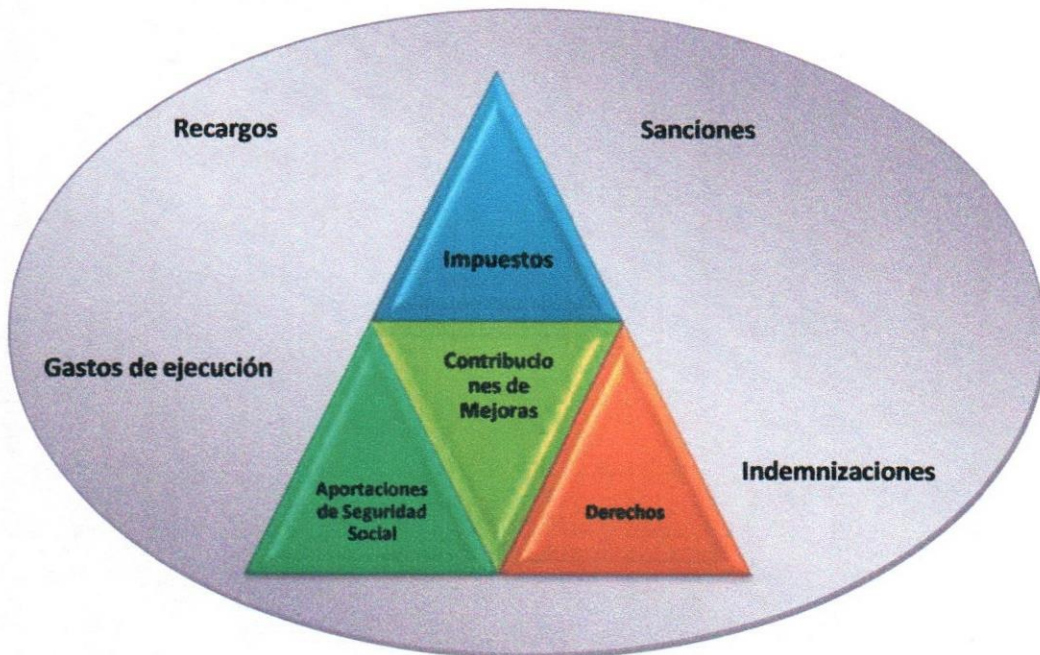 Recargos
Sanciones
Impuestos
Gastos de ejecución
Contribucio
nes de
Mejoras
Indemnizaciones
Aportaciones
de Seguridad
Social
Derechos